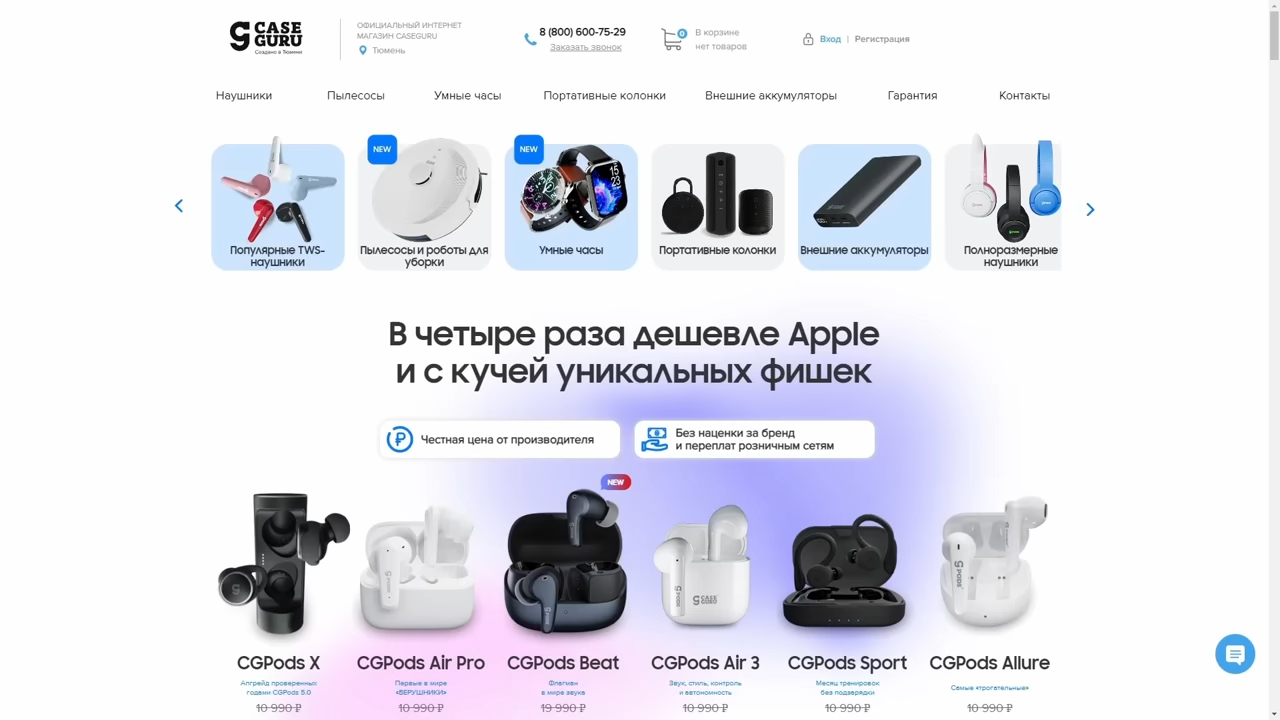 CASE
GURU
Создано в Тюмени
ОФИЦИАЛЬНЫЙ ИНТЕРНЕТ
МАГАЗИН CASEGURU
Тюмень
8 (800) 600-75-29
Заказать звонок
0
В корзине
нет товаров
Вход | Регистрация
Наушники
Пылесосы
Умные часы
Портативные колонки
Внешние аккумуляторы
Гарантия
Контакты
NEW
NEW
Популярные TWS-
наушники
Пылесосы и роботы для
уборки
Умные часы
Портативные колонки
Внешние аккумуляторы
Полноразмерные
наушники
В четыре раза дешевле Apple
и с кучей уникальных фишек
Честная цена от производителя
Без наценки за бренд
и переплат розничным сетям
NEW
CASE
GURU
PODS
CGPods X
CGPods Air Pro
CGPods Beat
CGPods Air 3
CGPods Sport
CGPods Allure
Апгрейд проверенных
годами CGPods 5.0
Первые в мире
«ВЕРУШНИКИ»
Флагман
в мире звука
Звук, стиль, контроль
и автономность
Месяц тренировок
без подзарядки
Самые «трогательные»
10 990 ₽
10 990 ₽
19 990 ₽
10 990 ₽
10 990 ₽
10 990 ₽